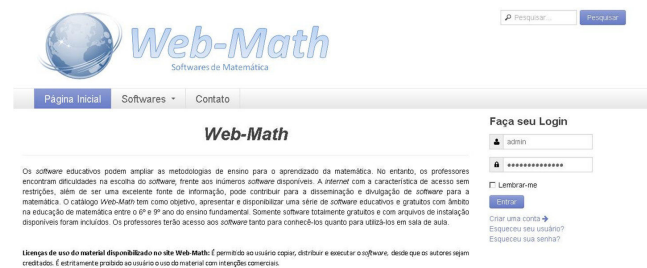 Web-Math
Softwares de Matemática
Pesquisar...
Pesquisar
Página Inicial
Softwares
Contato
Web-Math
Os software educativos podem ampliar as metodologias de ensino para o aprendizado da matemática. No entanto, os professores
encontram dificuldades na escolha do software, frente aos inúmeros software disponíveis. A internet com a característica de acesso sem
restrições, além de ser uma excelente fonte de informação, pode contribuir para a disseminação e divulgação de software para a
matemática. O catálogo Web-Math tem como objetivo, apresentar e disponibilizar uma série de software educativos e gratuitos com âmbito
na educação de matemática entre o 6º e 9º ano do ensino fundamental. Somente software totalmente gratuitos e com arquivos de instalação
disponíveis foram incluídos. Os professores terão acesso aos software tanto para conhecê-los quanto para utilizá-los em sala de aula.
Licenças de uso do material disponibilizado no site Web-Math: É permitido ao usuário copiar, distribuir e executar o software, desde que os autores sejam
creditados. É estritamente proibido ao usuário o uso do material com intenções comerciais.
Faça seu Login
admin
••••••••••••••
Lembrar-me
Entrar
Criar uma conta
Esqueceu seu usuário?
Esqueceu sua senha?